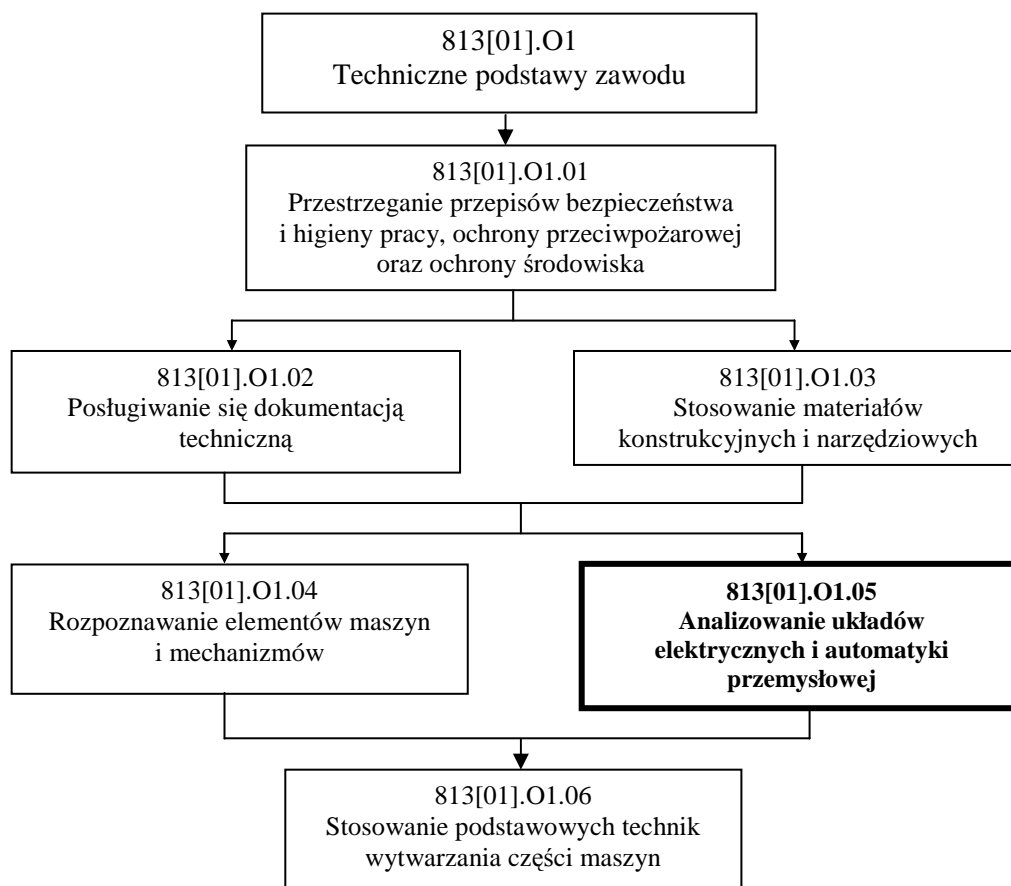 813[01].O1
Techniczne podstawy zawodu
813[01].O1.01
Przestrzeganie przepisów bezpieczeństwa
i higieny pracy, ochrony przeciwpożarowej
oraz ochrony środowiska
813[01].O1.02
Posługiwanie się dokumentacją
techniczną
813[01].O1.03
Stosowanie materiałów
konstrukcyjnych i narzędziowych
813[01].O1.04
Rozpoznawanie elementów maszyn
i mechanizmów
813[01].O1.05
Analizowanie układów
elektrycznych i automatyki
przemysłowej
813[01].O1.06
Stosowanie podstawowych technik
wytwarzania części maszyn